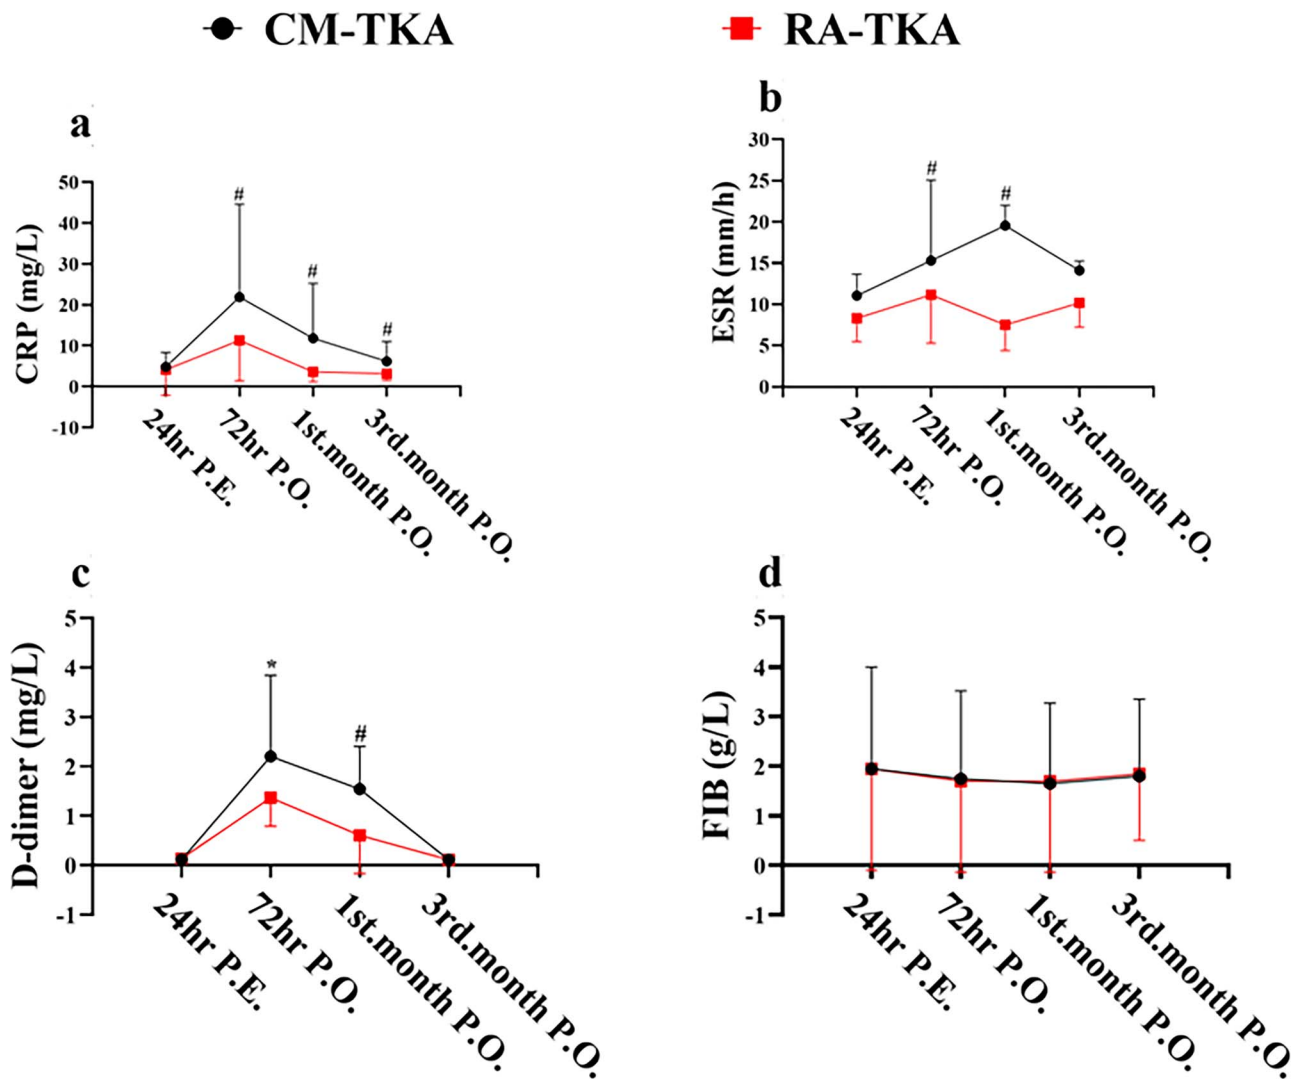 CM-TKA RA-TKA
a
CRP (mg/L)
50
40
30
20
10
0
-10
#
#
#
24hr P.E.
72hr P.O.
1st.month P.O.
3rd.month P.O.
b
ESR (mm/h)
30
25
20
15
10
5
0
#
#
24hr P.E.
72hr P.O.
1st.month P.O.
3rd.month P.O.
c
D-dimer (mg/L)
5
4
3
2
1
0
-1
*
#
24hr P.E.
72hr P.O.
1st.month P.O.
3rd.month P.O.
d
FIB (g/L)
5
4
3
2
1
0
-1
24hr P.E.
72hr P.O.
1st.month P.O.
3rd.month P.O.